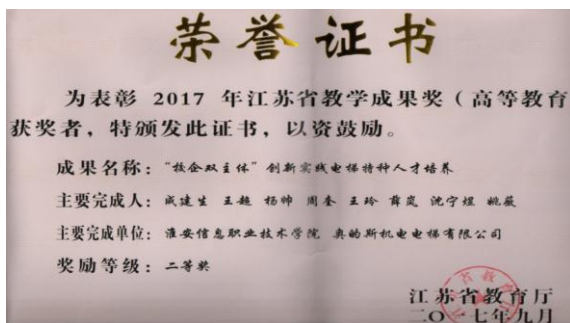 荣誉证书
为表彰 2017 年江苏省教学成果奖（高等教育
获奖者，特颁发此证书，以资鼓励。
成果名称：“校企双主体”创新实践电梯特种人才培养
主要完成人：成建生 王超 杨帅 周奎 王玲 薛岚 沈宁煜 姚薇
主要完成单位：淮安信息职业技术学院 奥的斯机电电梯有限公司
奖励等级：二等奖
江苏省教育厅
二〇一七年九月